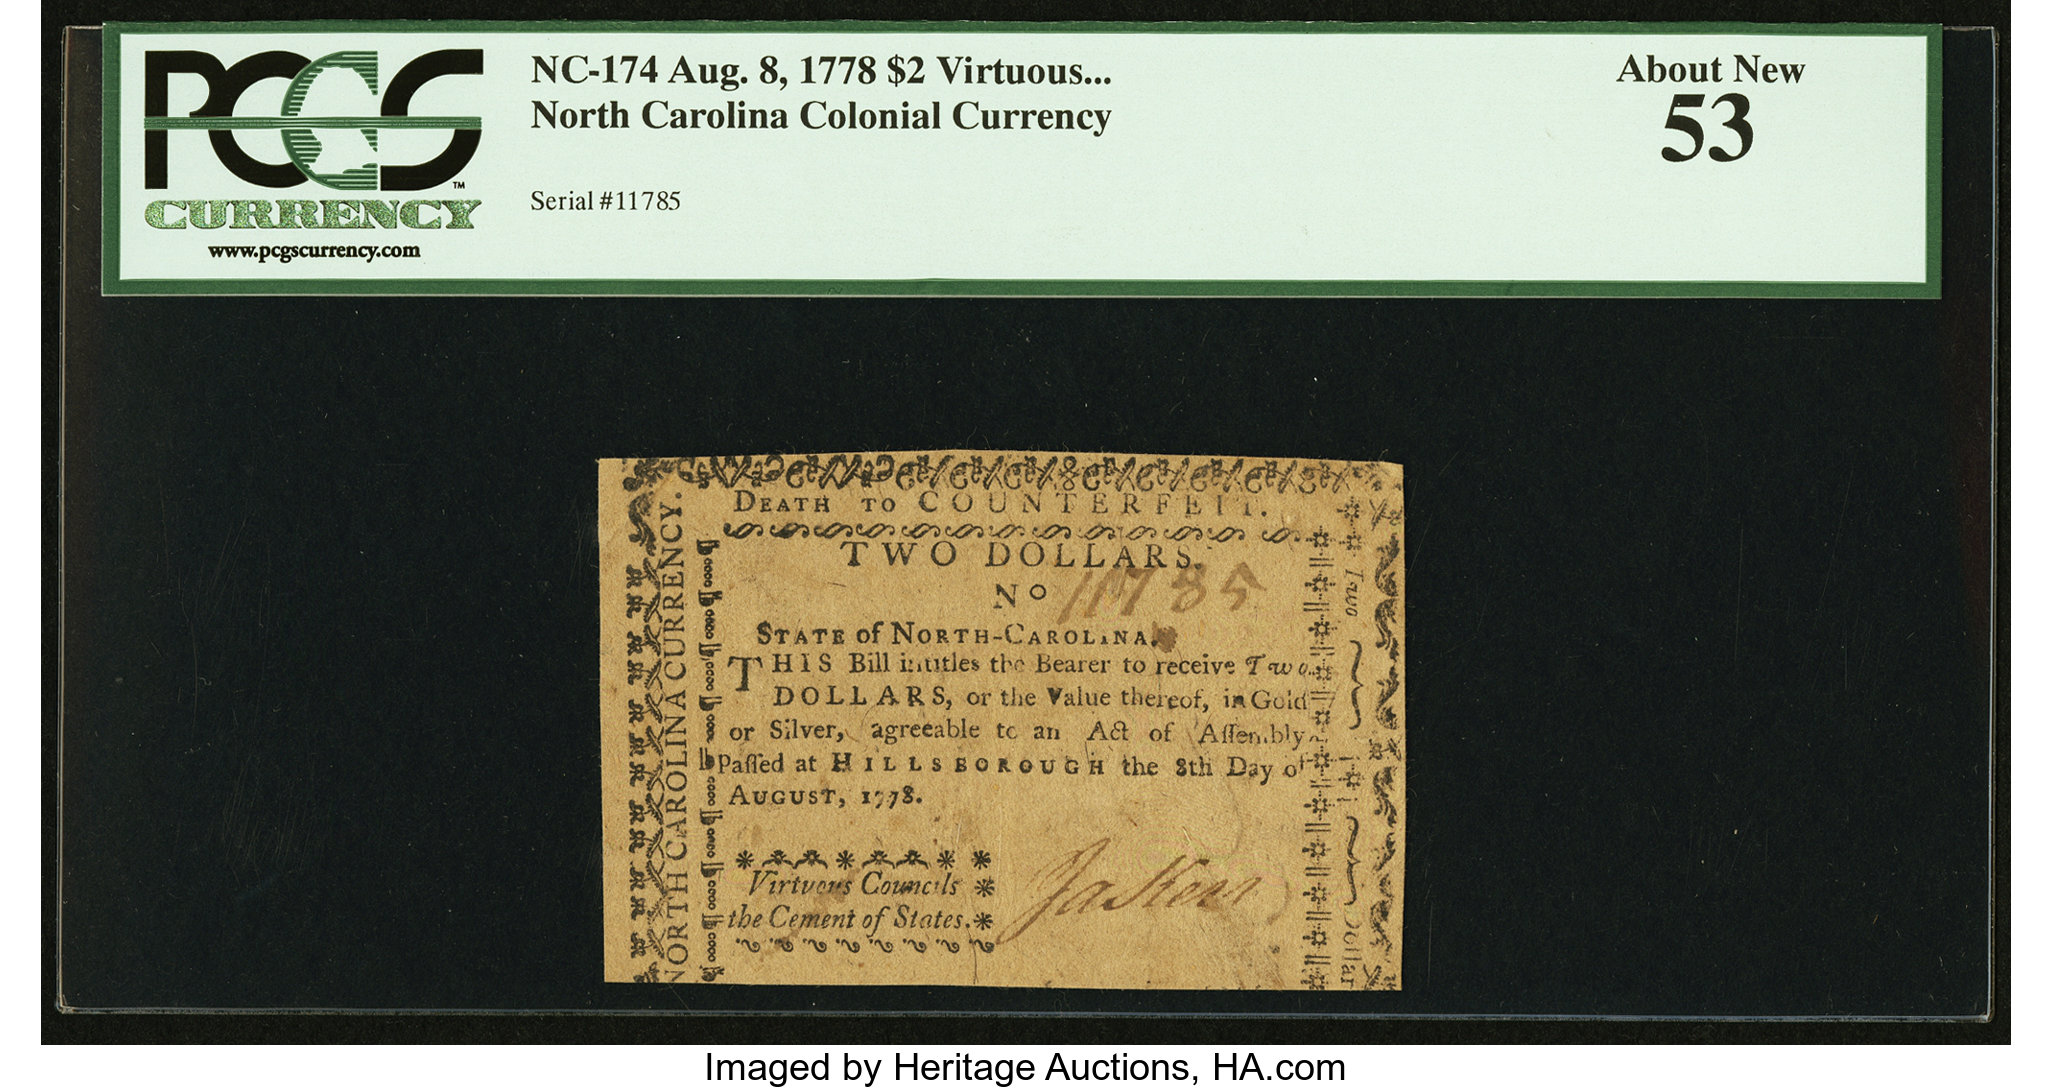 PCGS
TM
CURRENCY
www.pcgscurrency.com
NC-174 Aug. 8, 1778 $2 Virtuous...
North Carolina Colonial Currency
Serial #11785
About New
53
DEATH TO COUNTERFEIT.
TWO DOLLARS.
No 11785
STATE of NORTH-CAROLINA.
THIS Bill intitles the Bearer to receive Two
DOLLARS, or the Value thereof, in Gold
or Silver, agreeable to an Act of Aſſembly
paſſed at HILLSBOROUGH the 8th Day of
AUGUST, 1778.
Virtuous Councils
the Cement of States.
NORTH CAROLINA CURRENCY.
Two
Dollar
Imaged by Heritage Auctions, HA.com